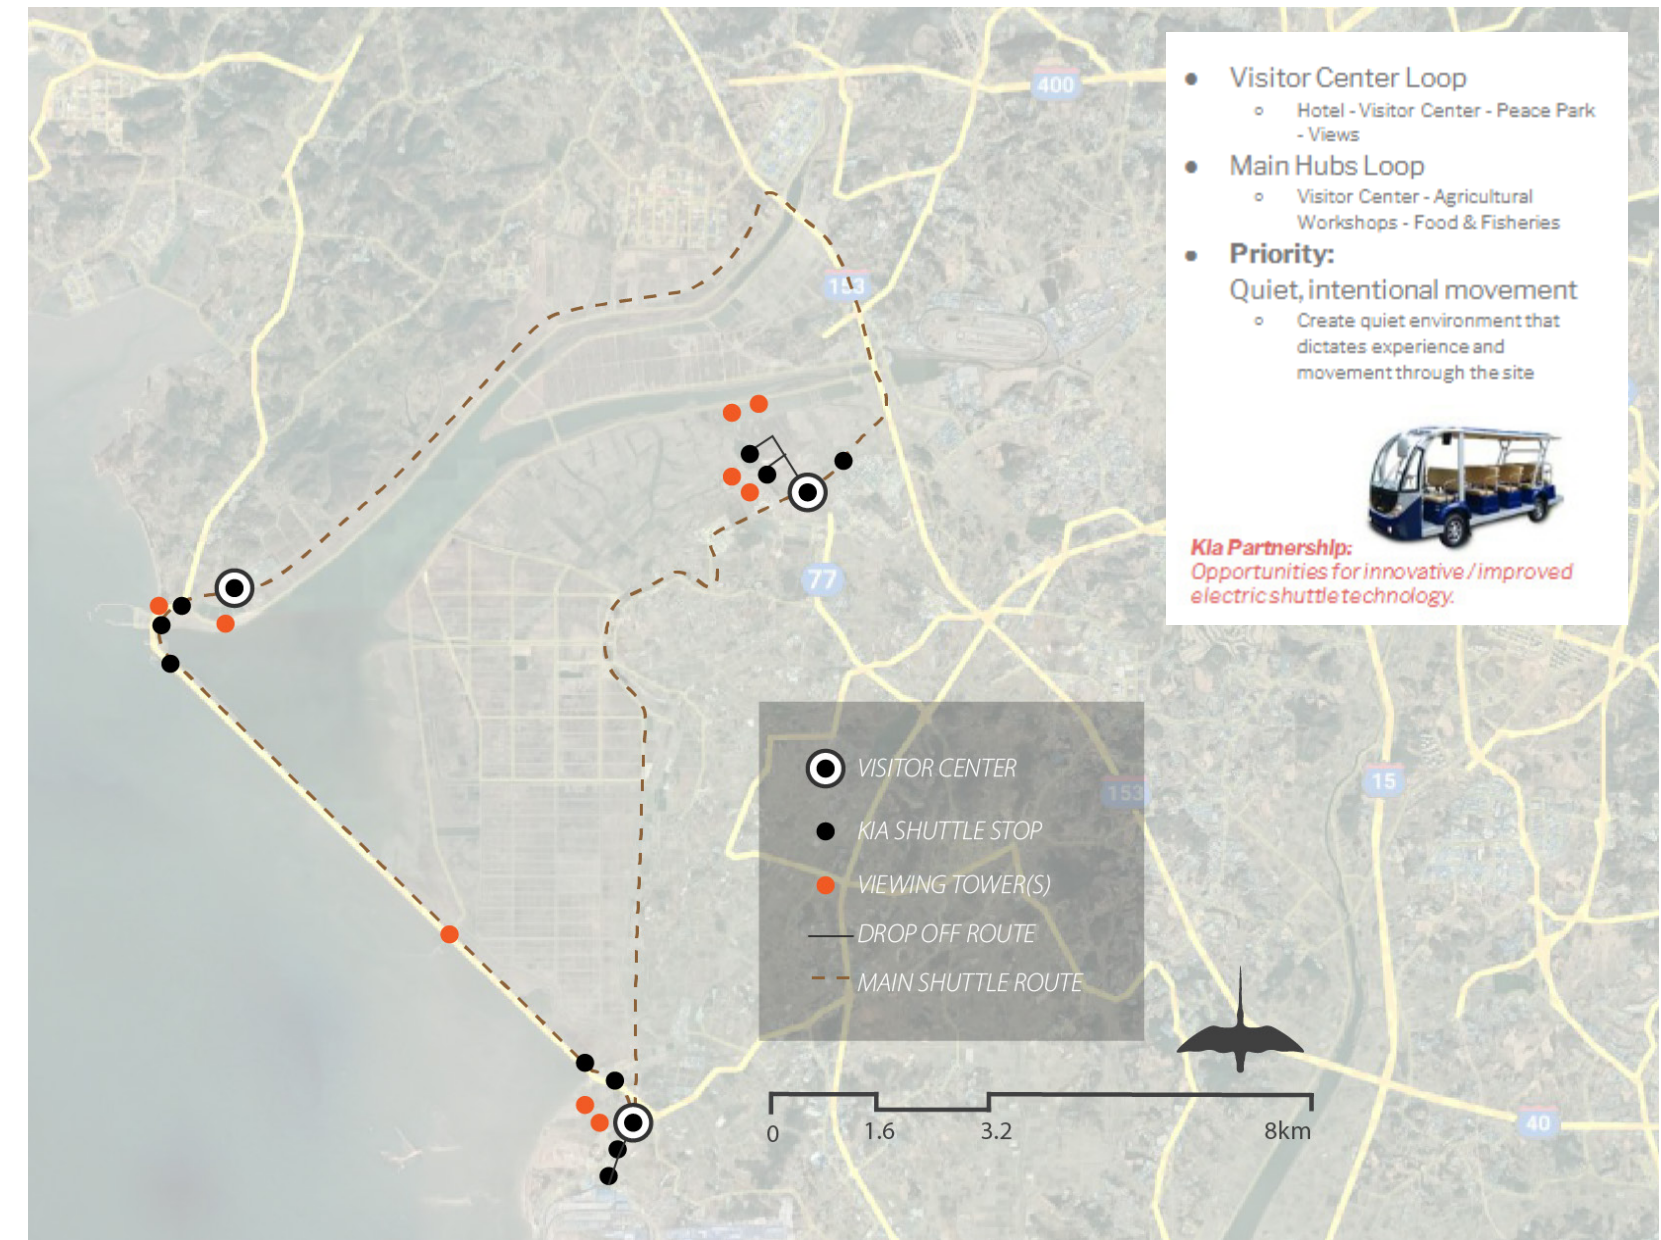 400
153
77
153
15
40
● Visitor Center Loop
○ Hotel - Visitor Center - Peace Park
- Views
● Main Hubs Loop
○ Visitor Center - Agricultural
Workshops - Food & Fisheries
● Priority:
Quiet, intentional movement
○ Create quiet environment that
dictates experience and
movement through the site
Kia Partnership:
Opportunities for innovative / improved
electric shuttle technology.
VISITOR CENTER
KIA SHUTTLE STOP
VIEWING TOWER(S)
DROP OFF ROUTE
MAIN SHUTTLE ROUTE
0 1.6 3.2 8km